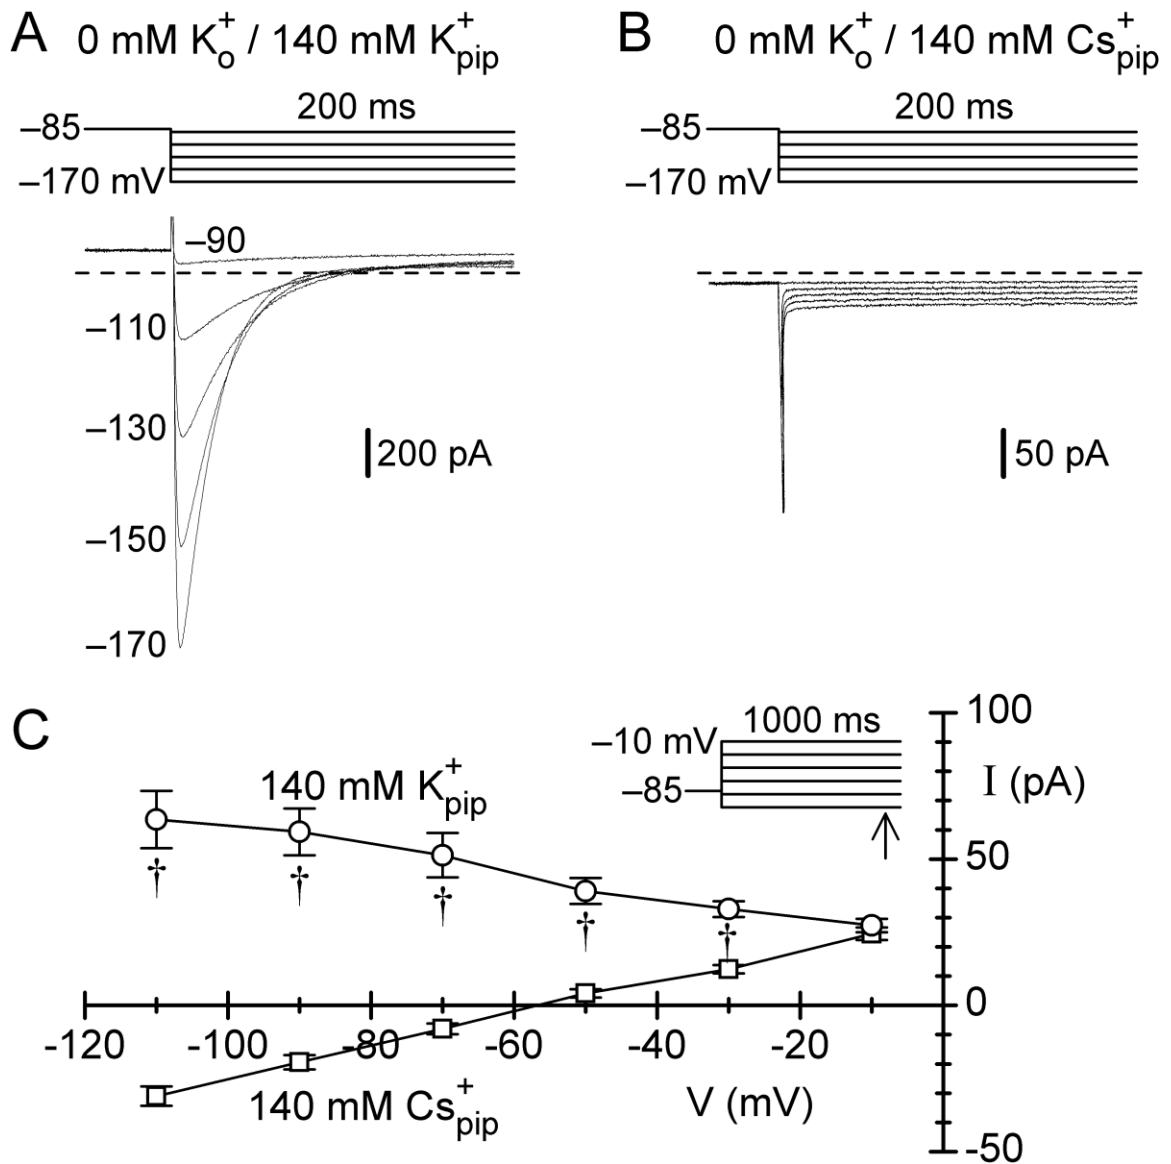 A 0 mM K⁺ₒ / 140 mM K⁺pip
200 ms
–85
–170 mV
–90
–110
–130
200 pA
–150
–170
B 0 mM K⁺ₒ / 140 mM Cs⁺pip
200 ms
–85
–170 mV
50 pA
C
1000 ms
–10 mV
–85
140 mM K⁺pip
† † † † †
100
I (pA)
50
0
-50
-120 -100 -80 -60 -40 -20
140 mM Cs⁺pip
V (mV)